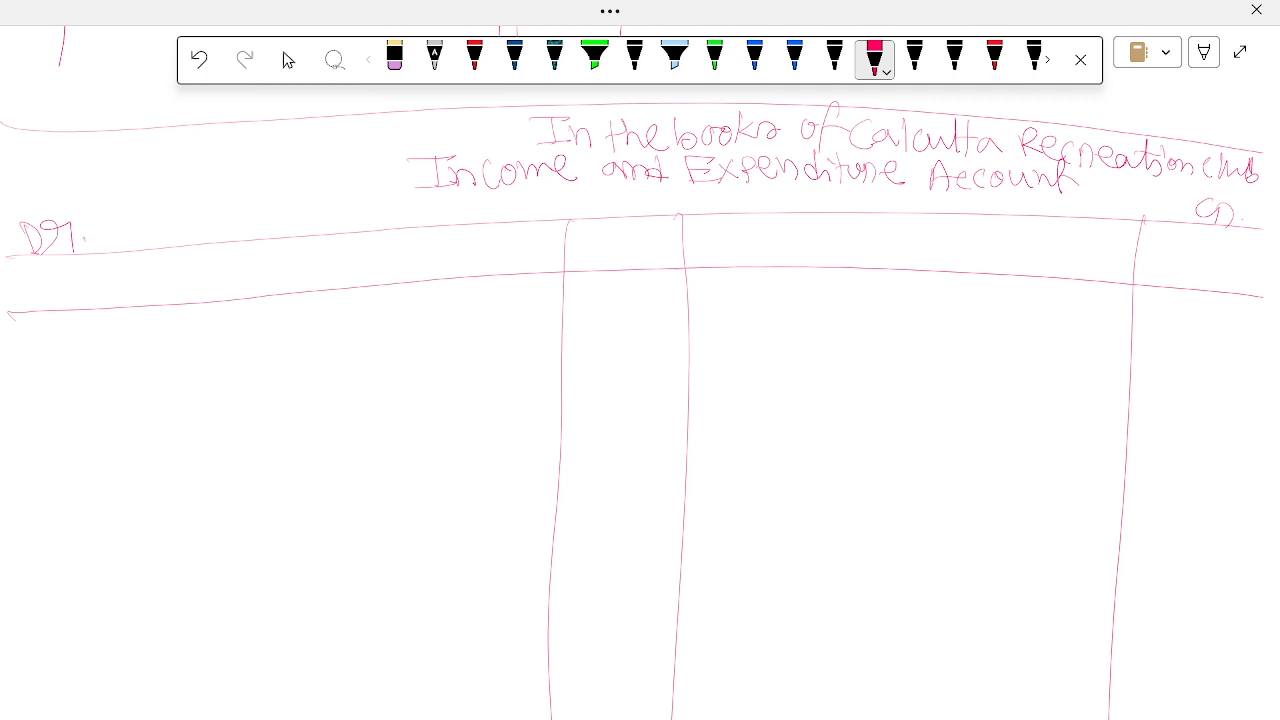 In the books of Calcutta Recreation club
Income and Expenditure Account
Dr.
Cr.